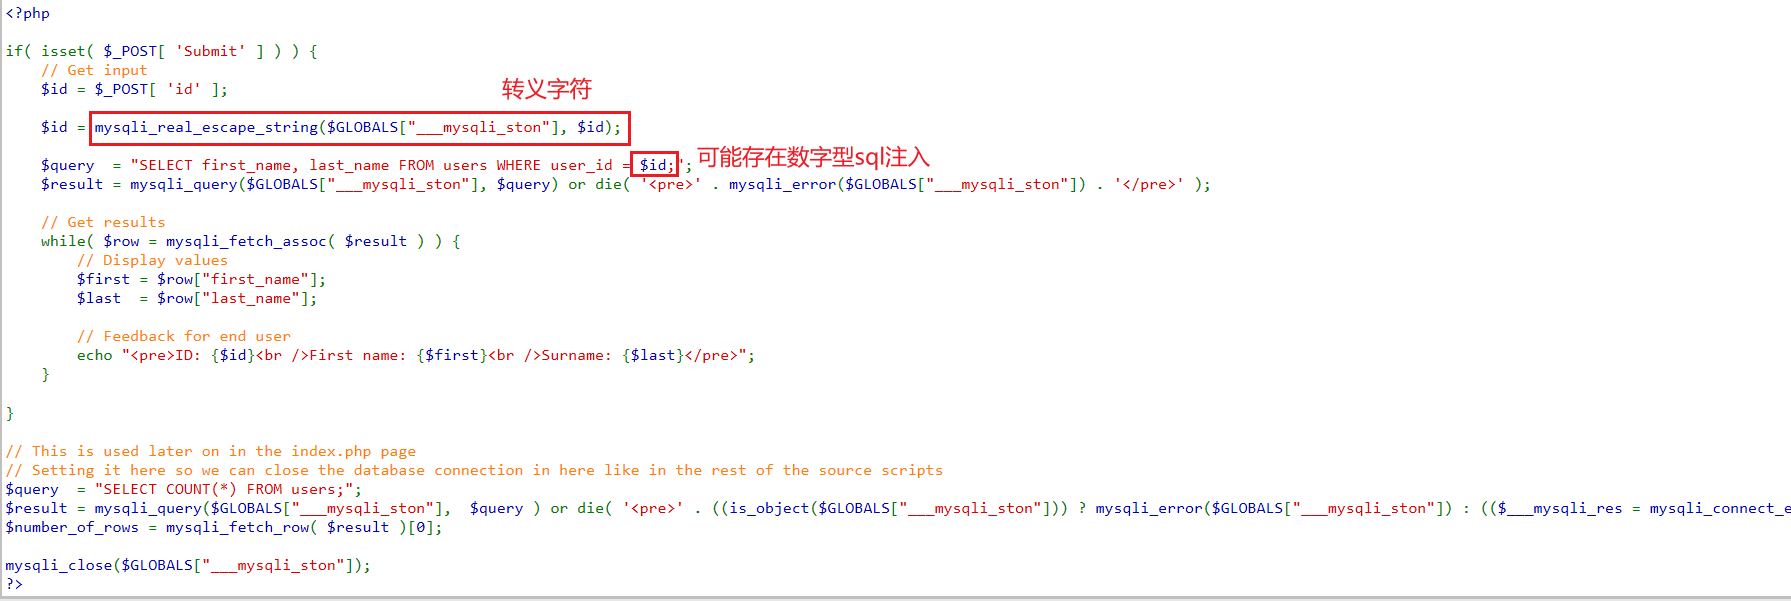 <?php
if( isset( $_POST[ 'Submit' ] ) ) {
// Get input
$id = $_POST[ 'id' ];
转义字符
$id = mysqli_real_escape_string($GLOBALS["___mysqli_ston"], $id);
$query  = "SELECT first_name, last_name FROM users WHERE user_id = $id;";
可能存在数字型sql注入
$result = mysqli_query($GLOBALS["___mysqli_ston"], $query) or die( '<pre>' . mysqli_error($GLOBALS["___mysqli_ston"]) . '</pre>' );
// Get results
while( $row = mysqli_fetch_assoc( $result ) ) {
// Display values
$first = $row["first_name"];
$last  = $row["last_name"];
// Feedback for end user
echo "<pre>ID: {$id}<br />First name: {$first}<br />Surname: {$last}</pre>";
}
}
// This is used later on in the index.php page
// Setting it here so we can close the database connection in here like in the rest of the source scripts
$query  = "SELECT COUNT(*) FROM users;";
$result = mysqli_query($GLOBALS["___mysqli_ston"],  $query ) or die( '<pre>' . ((is_object($GLOBALS["___mysqli_ston"])) ? mysqli_error($GLOBALS["___mysqli_ston"]) : (($___mysqli_res = mysqli_connect_e
$number_of_rows = mysqli_fetch_row( $result )[0];
mysqli_close($GLOBALS["___mysqli_ston"]);
?>